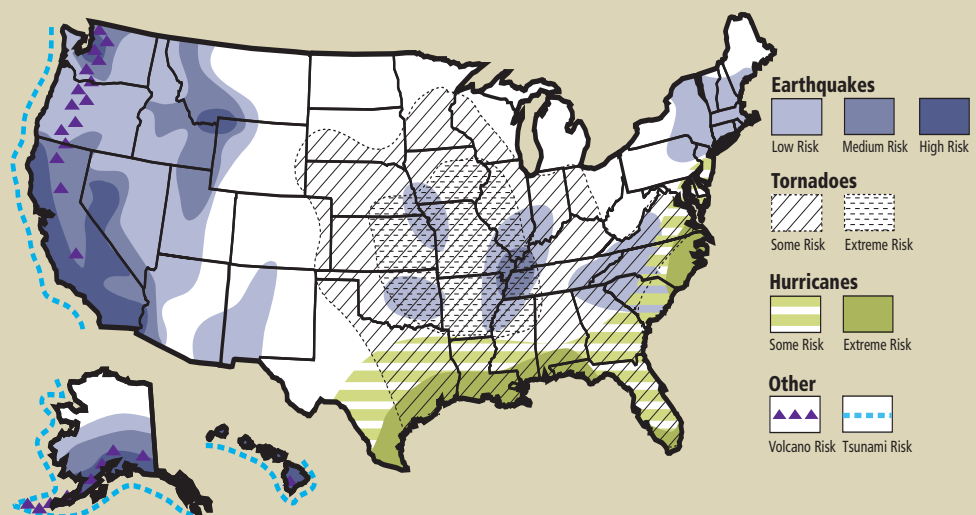 Earthquakes
Low Risk Medium Risk High Risk
Tornadoes
Some Risk Extreme Risk
Hurricanes
Some Risk Extreme Risk
Other
Volcano Risk Tsunami Risk